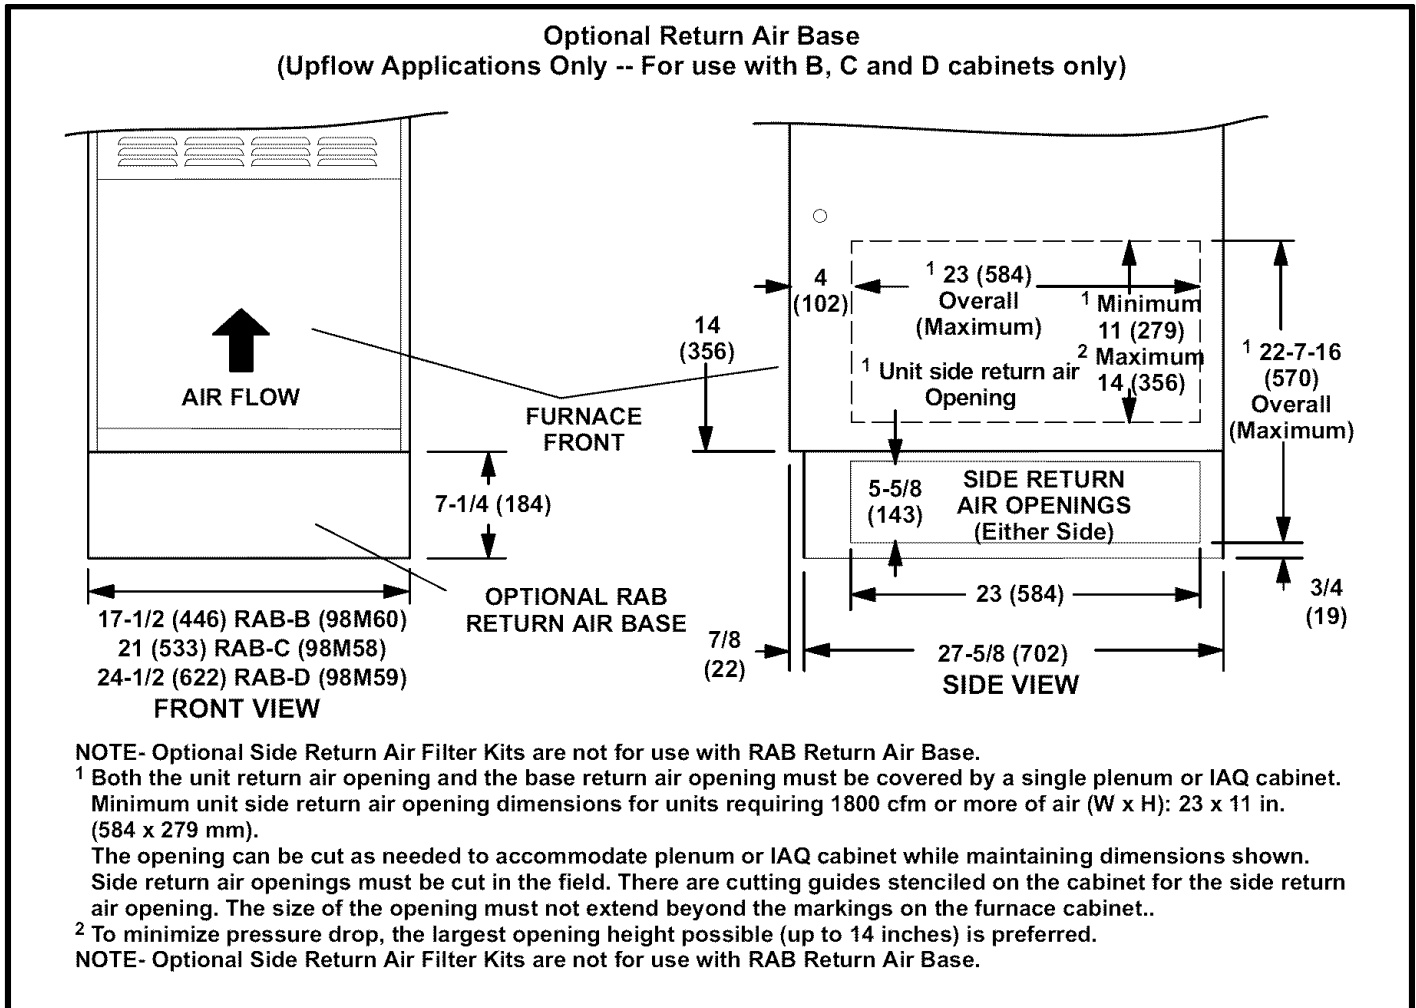 Optional Return Air Base
(Upflow Applications Only -- For use with B, C and D cabinets only)
AIR FLOW
FURNACE
FRONT
7-1/4 (184)
OPTIONAL RAB
RETURN AIR BASE
17-1/2 (446) RAB-B (98M60)
21 (533) RAB-C (98M58)
24-1/2 (622) RAB-D (98M59)
FRONT VIEW
14
(356)
4
(102)
1 23 (584)
Overall
(Maximum)
1 Minimum
11 (279)
2 Maximum
14 (356)
1 Unit side return air
Opening
1 22-7-16
(570)
Overall
(Maximum)
5-5/8
(143)
SIDE RETURN
AIR OPENINGS
(Either Side)
23 (584)
3/4
(19)
7/8
(22)
27-5/8 (702)
SIDE VIEW
NOTE- Optional Side Return Air Filter Kits are not for use with RAB Return Air Base.
1 Both the unit return air opening and the base return air opening must be covered by a single plenum or IAQ cabinet.
Minimum unit side return air opening dimensions for units requiring 1800 cfm or more of air (W x H): 23 x 11 in.
(584 x 279 mm).
The opening can be cut as needed to accommodate plenum or IAQ cabinet while maintaining dimensions shown.
Side return air openings must be cut in the field. There are cutting guides stenciled on the cabinet for the side return
air opening. The size of the opening must not extend beyond the markings on the furnace cabinet..
2 To minimize pressure drop, the largest opening height possible (up to 14 inches) is preferred.
NOTE- Optional Side Return Air Filter Kits are not for use with RAB Return Air Base.